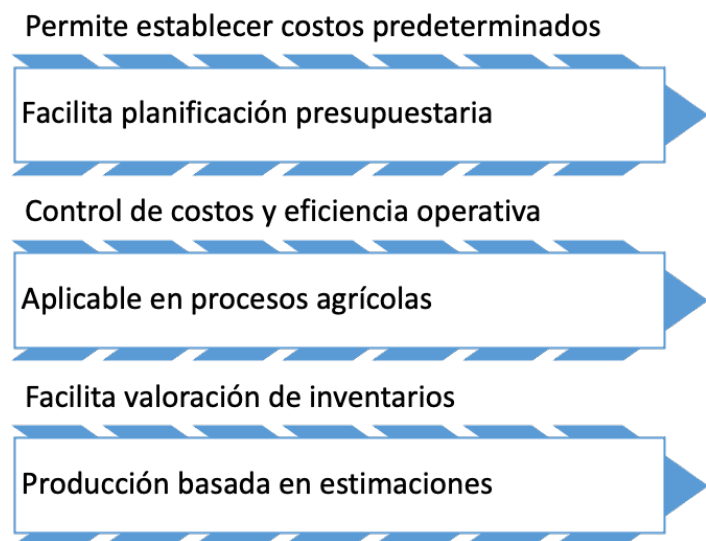 Permite establecer costos predeterminados
Facilita planificación presupuestaria
Control de costos y eficiencia operativa
Aplicable en procesos agrícolas
Facilita valoración de inventarios
Producción basada en estimaciones